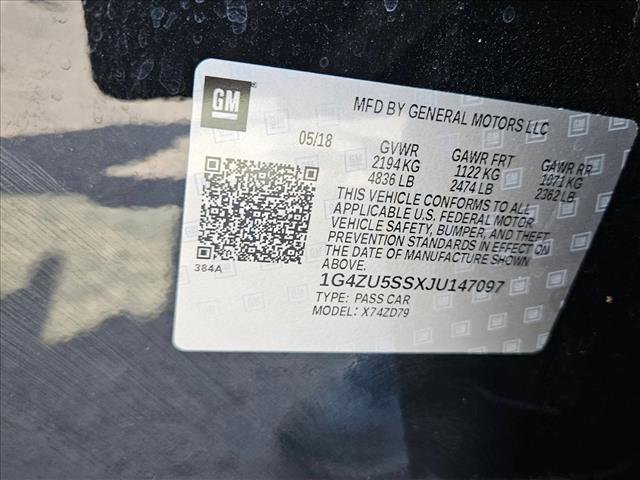 GM
MFD BY GENERAL MOTORS LLC
05/18
GVWR
2194 KG
4836 LB
GAWR FRT
1122 KG
2474 LB
GAWR RR
1071 KG
2362 LB
THIS VEHICLE CONFORMS TO ALL
APPLICABLE U.S. FEDERAL MOTOR
VEHICLE SAFETY, BUMPER, AND THEFT
PREVENTION STANDARDS IN EFFECT ON
THE DATE OF MANUFACTURE SHOWN
ABOVE.
384A
1G4ZU5SSXJU147097
TYPE: PASS CAR
MODEL: X74ZD79